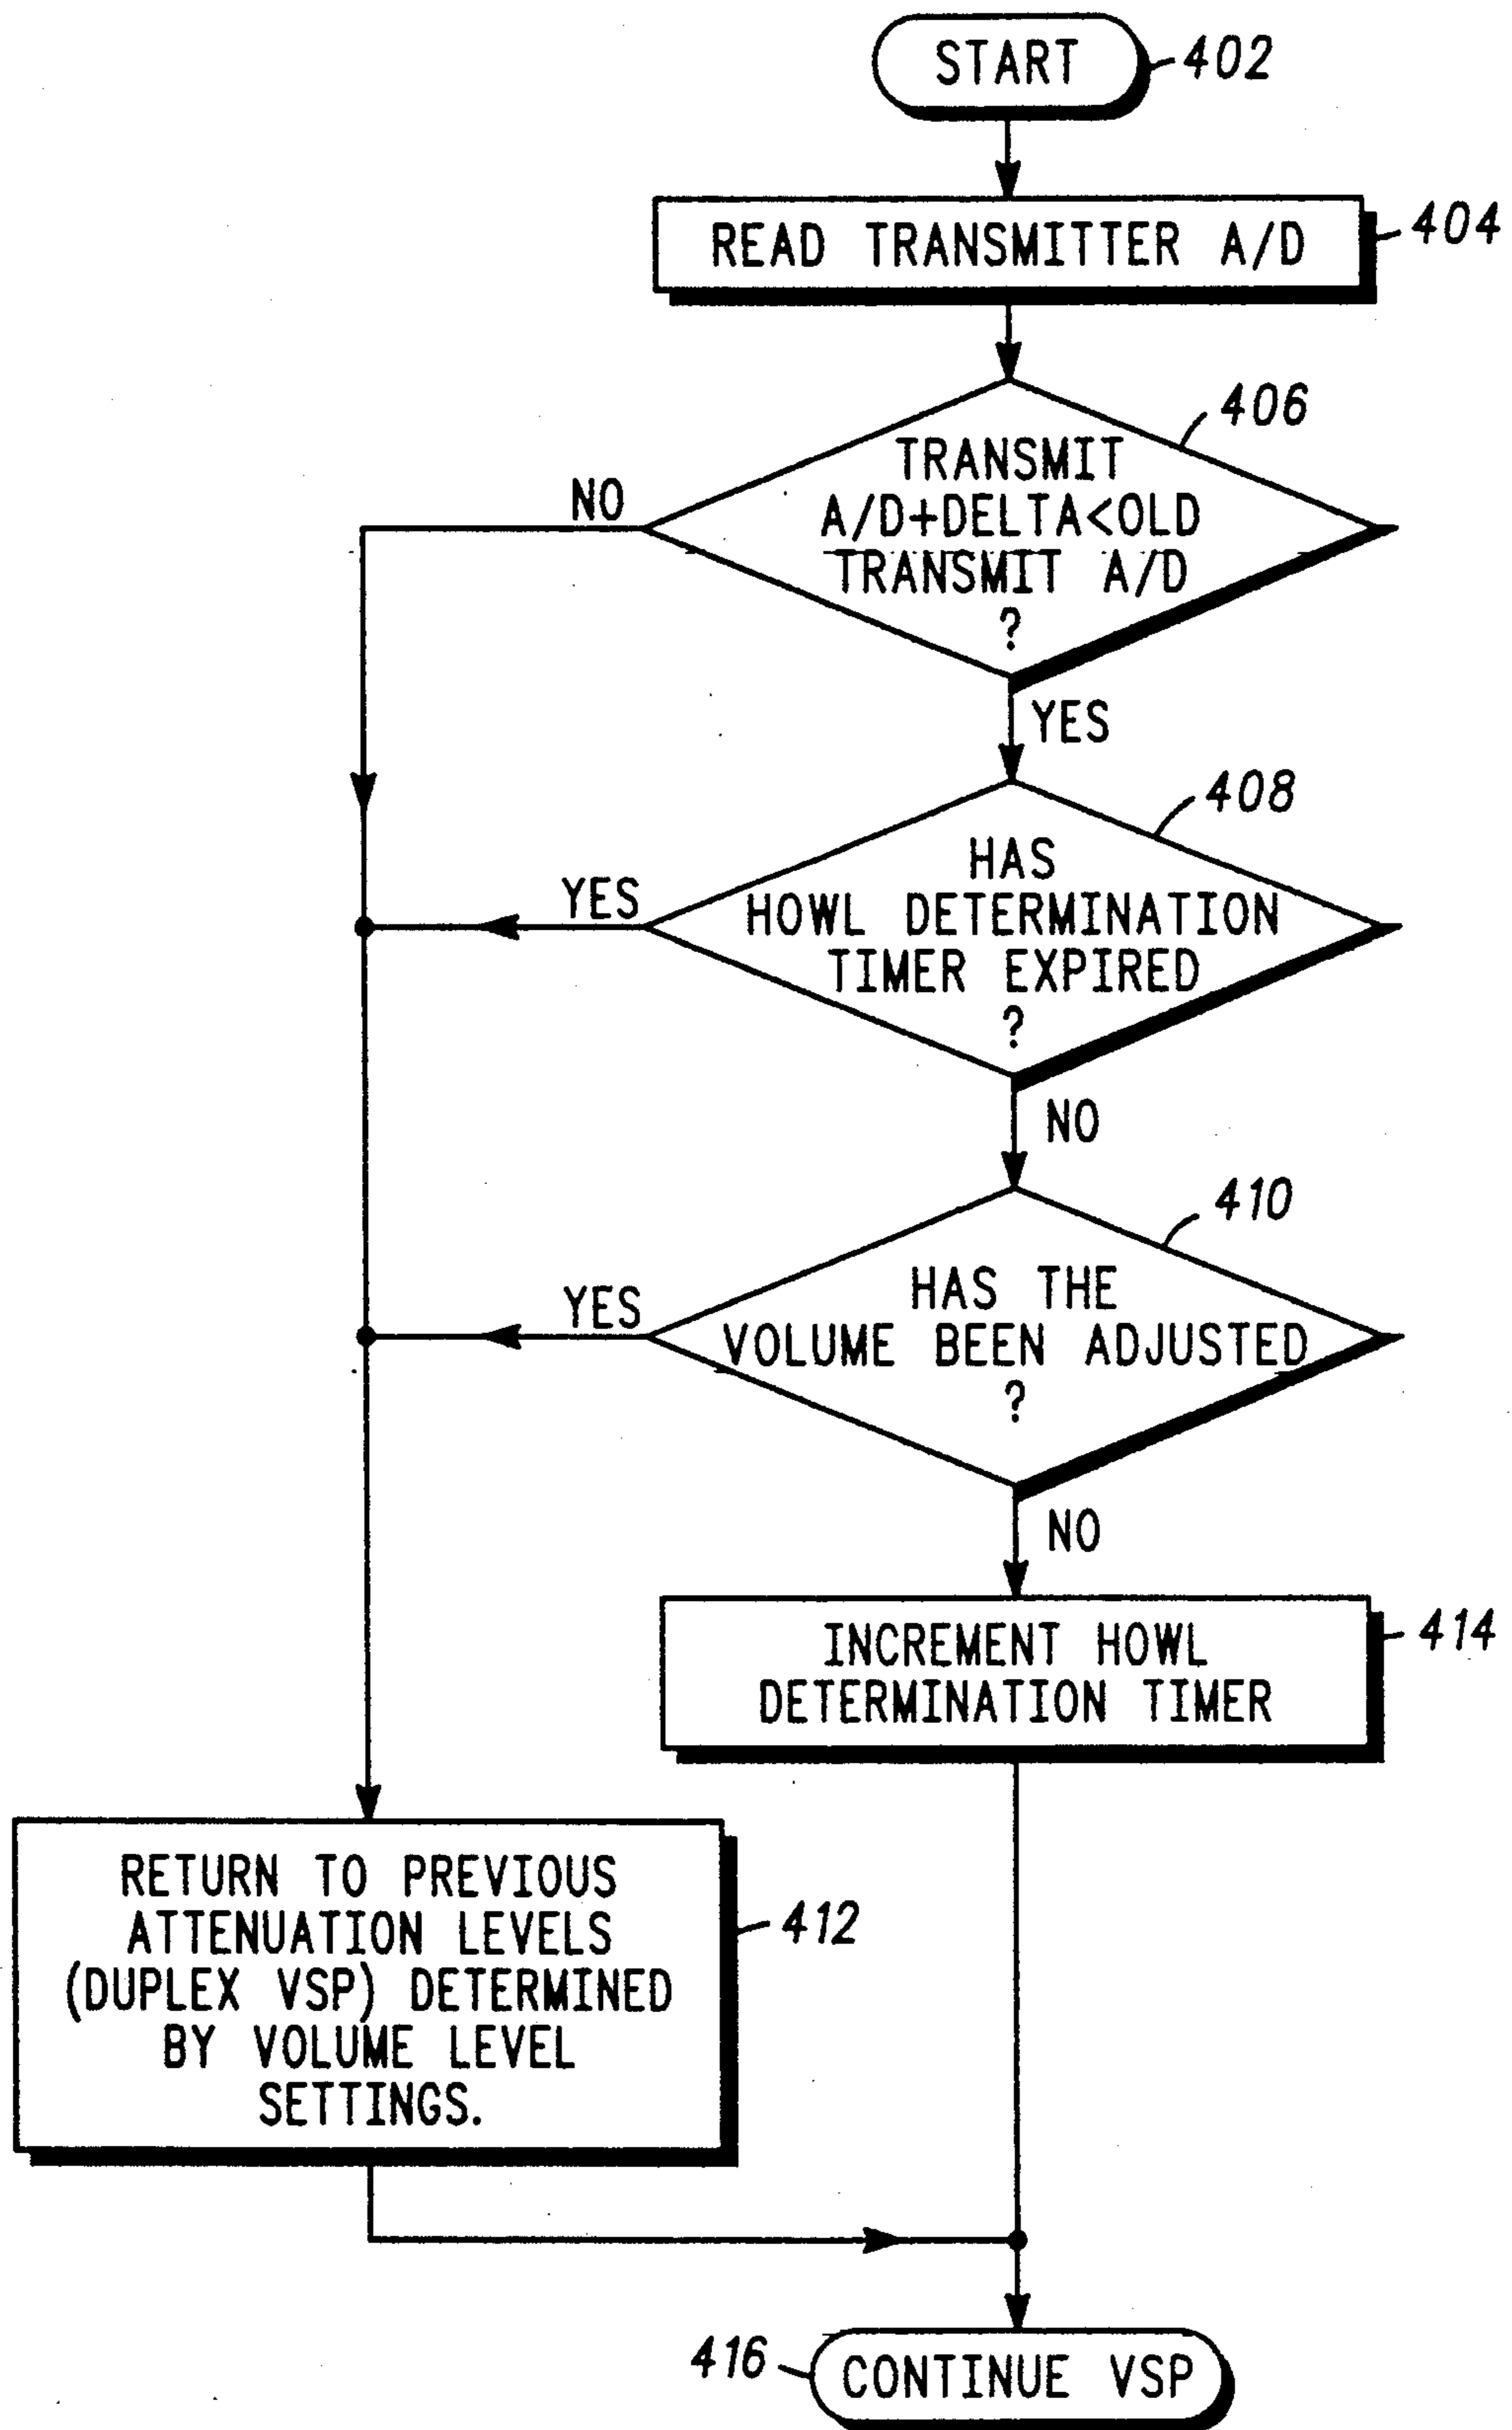 START
402
READ TRANSMITTER A/D
404
406
TRANSMIT
A/D+DELTA<OLD
TRANSMIT A/D
?
NO
YES
408
HAS
HOWL DETERMINATION
TIMER EXPIRED
?
YES
NO
410
HAS THE
VOLUME BEEN ADJUSTED
?
YES
NO
INCREMENT HOWL
DETERMINATION TIMER
414
RETURN TO PREVIOUS
ATTENUATION LEVELS
(DUPLEX VSP) DETERMINED
BY VOLUME LEVEL
SETTINGS.
412
416
CONTINUE VSP